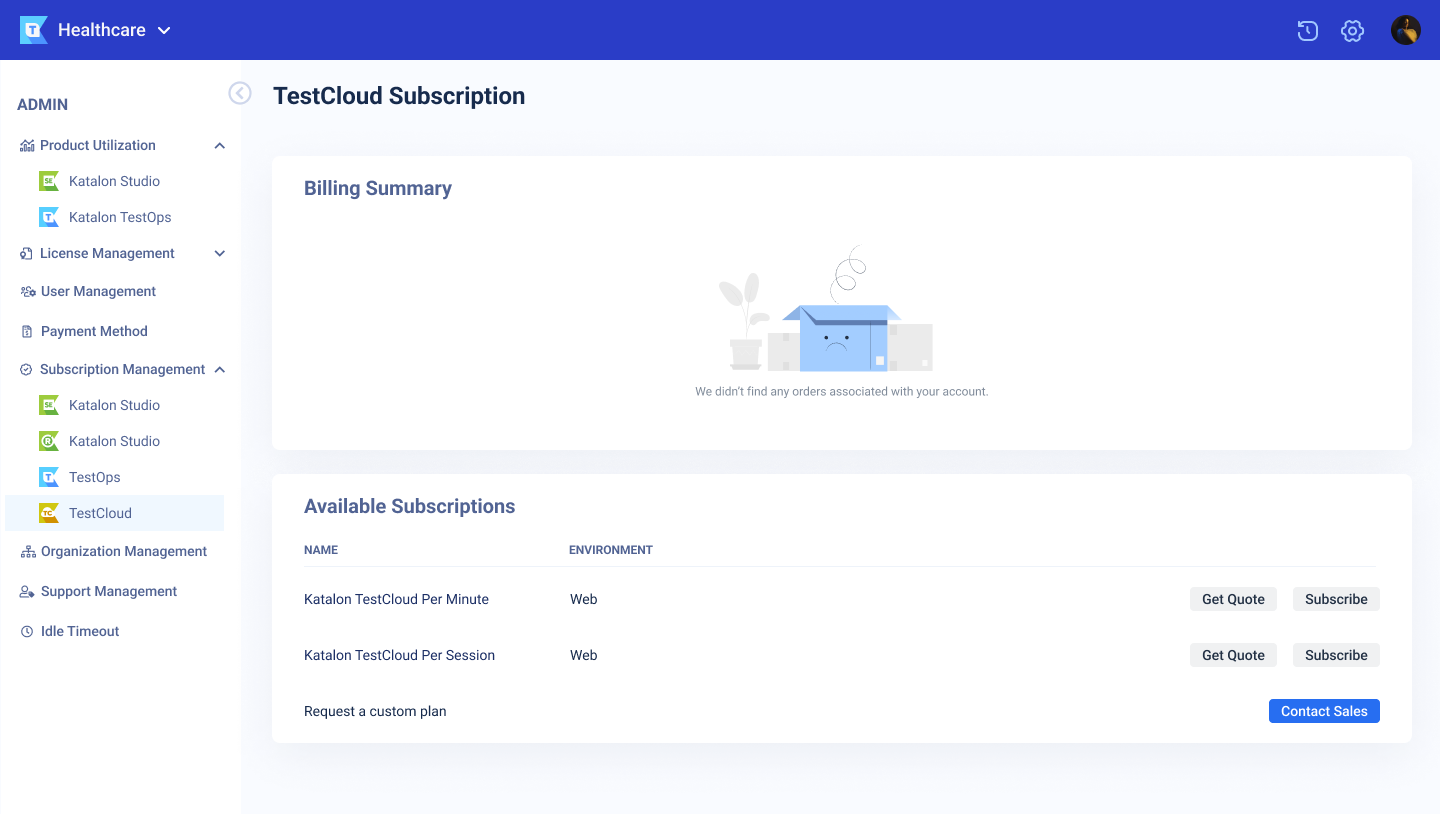 T
Healthcare
ADMIN
Product Utilization
SE Katalon Studio
T Katalon TestOps
License Management
User Management
Payment Method
Subscription Management
SE Katalon Studio
R Katalon Studio
T TestOps
TC TestCloud
Organization Management
Support Management
Idle Timeout
TestCloud Subscription
Billing Summary
We didn't find any orders associated with your account.
Available Subscriptions
NAME ENVIRONMENT
Katalon TestCloud Per Minute Web Get Quote Subscribe
Katalon TestCloud Per Session Web Get Quote Subscribe
Request a custom plan Contact Sales